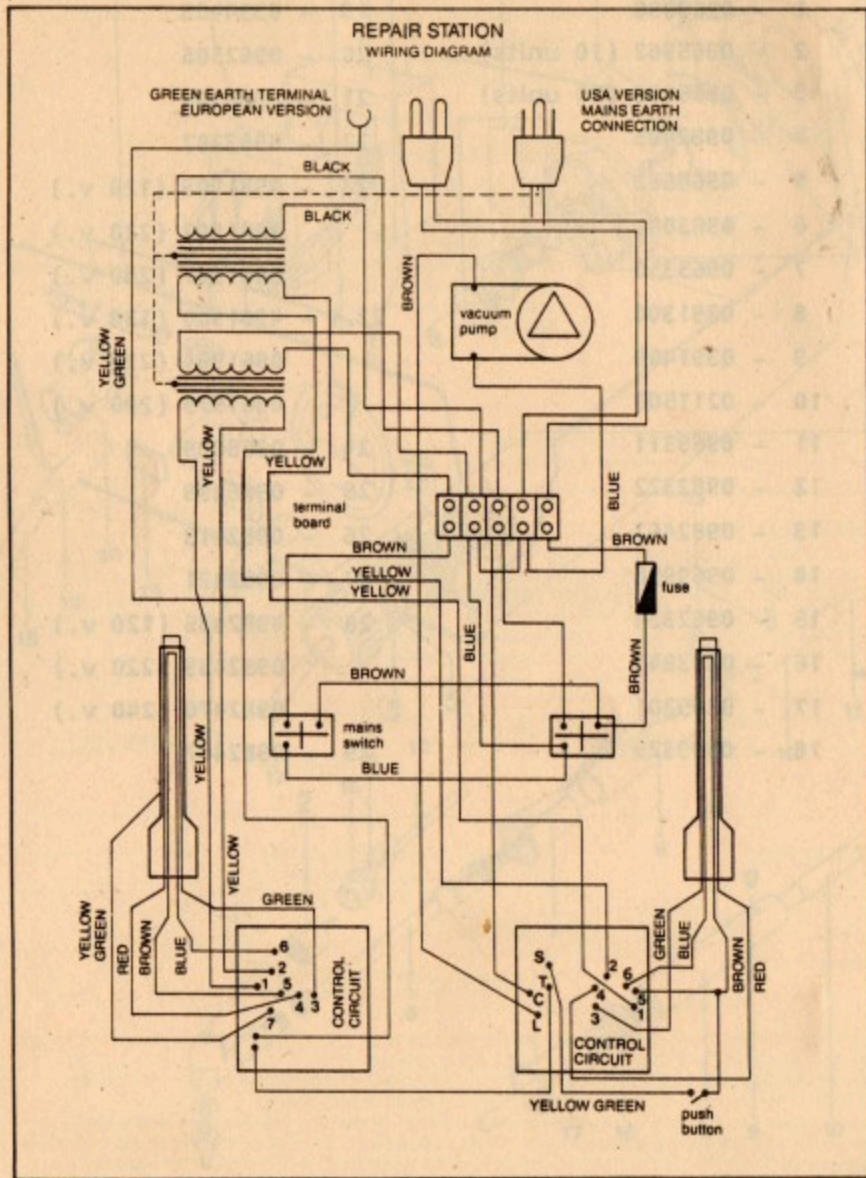 REPAIR STATION
WIRING DIAGRAM
GREEN EARTH TERMINAL
EUROPEAN VERSION
USA VERSION
MAINS EARTH
CONNECTION
BLACK
BLACK
BROWN
vacuum
pump
YELLOW
GREEN
YELLOW
YELLOW
BLUE
terminal
board
BROWN
YELLOW
YELLOW
BROWN
fuse
BLUE
BROWN
BROWN
mains
switch
YELLOW
BLUE
YELLOW
GREEN
YELLOW
GREEN
RED
BROWN
BLUE
6
2
1
5
4
3
7
CONTROL
CIRCUIT
S
T
C
L
2
4
6
5
3
1
CONTROL
CIRCUIT
GREEN
BLUE
BROWN
RED
YELLOW GREEN
push
button